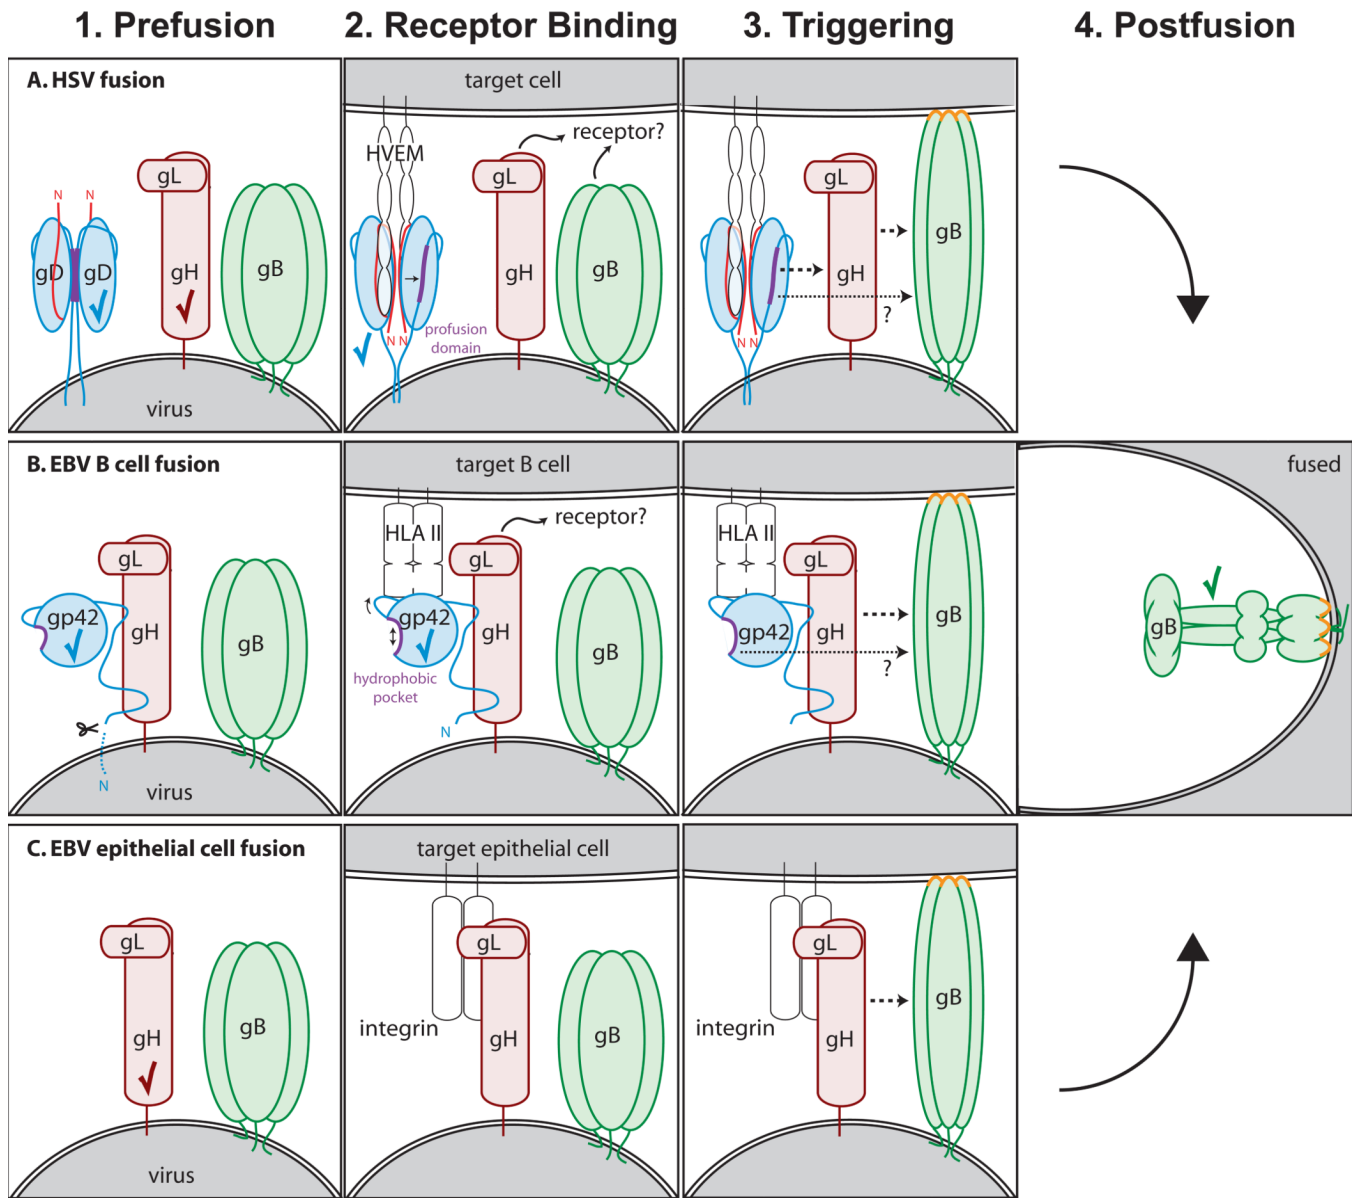 1. Prefusion
2. Receptor Binding
3. Triggering
4. Postfusion
A. HSV fusion
N
N
gD
gD
gL
gH
gB
virus
target cell
HVEM
receptor?
gL
gH
gB
N
N
profusion
domain
gL
gH
gB
?
N
N
B. EBV B cell fusion
gL
gp42
gH
gB
N
virus
target B cell
HLA II
receptor?
gL
gp42
gH
gB
hydrophobic
pocket
N
HLA II
gL
gp42
gH
gB
?
fused
gB
C. EBV epithelial cell fusion
gL
gH
gB
virus
target epithelial cell
gL
integrin
gH
gB
gL
integrin
gH
gB